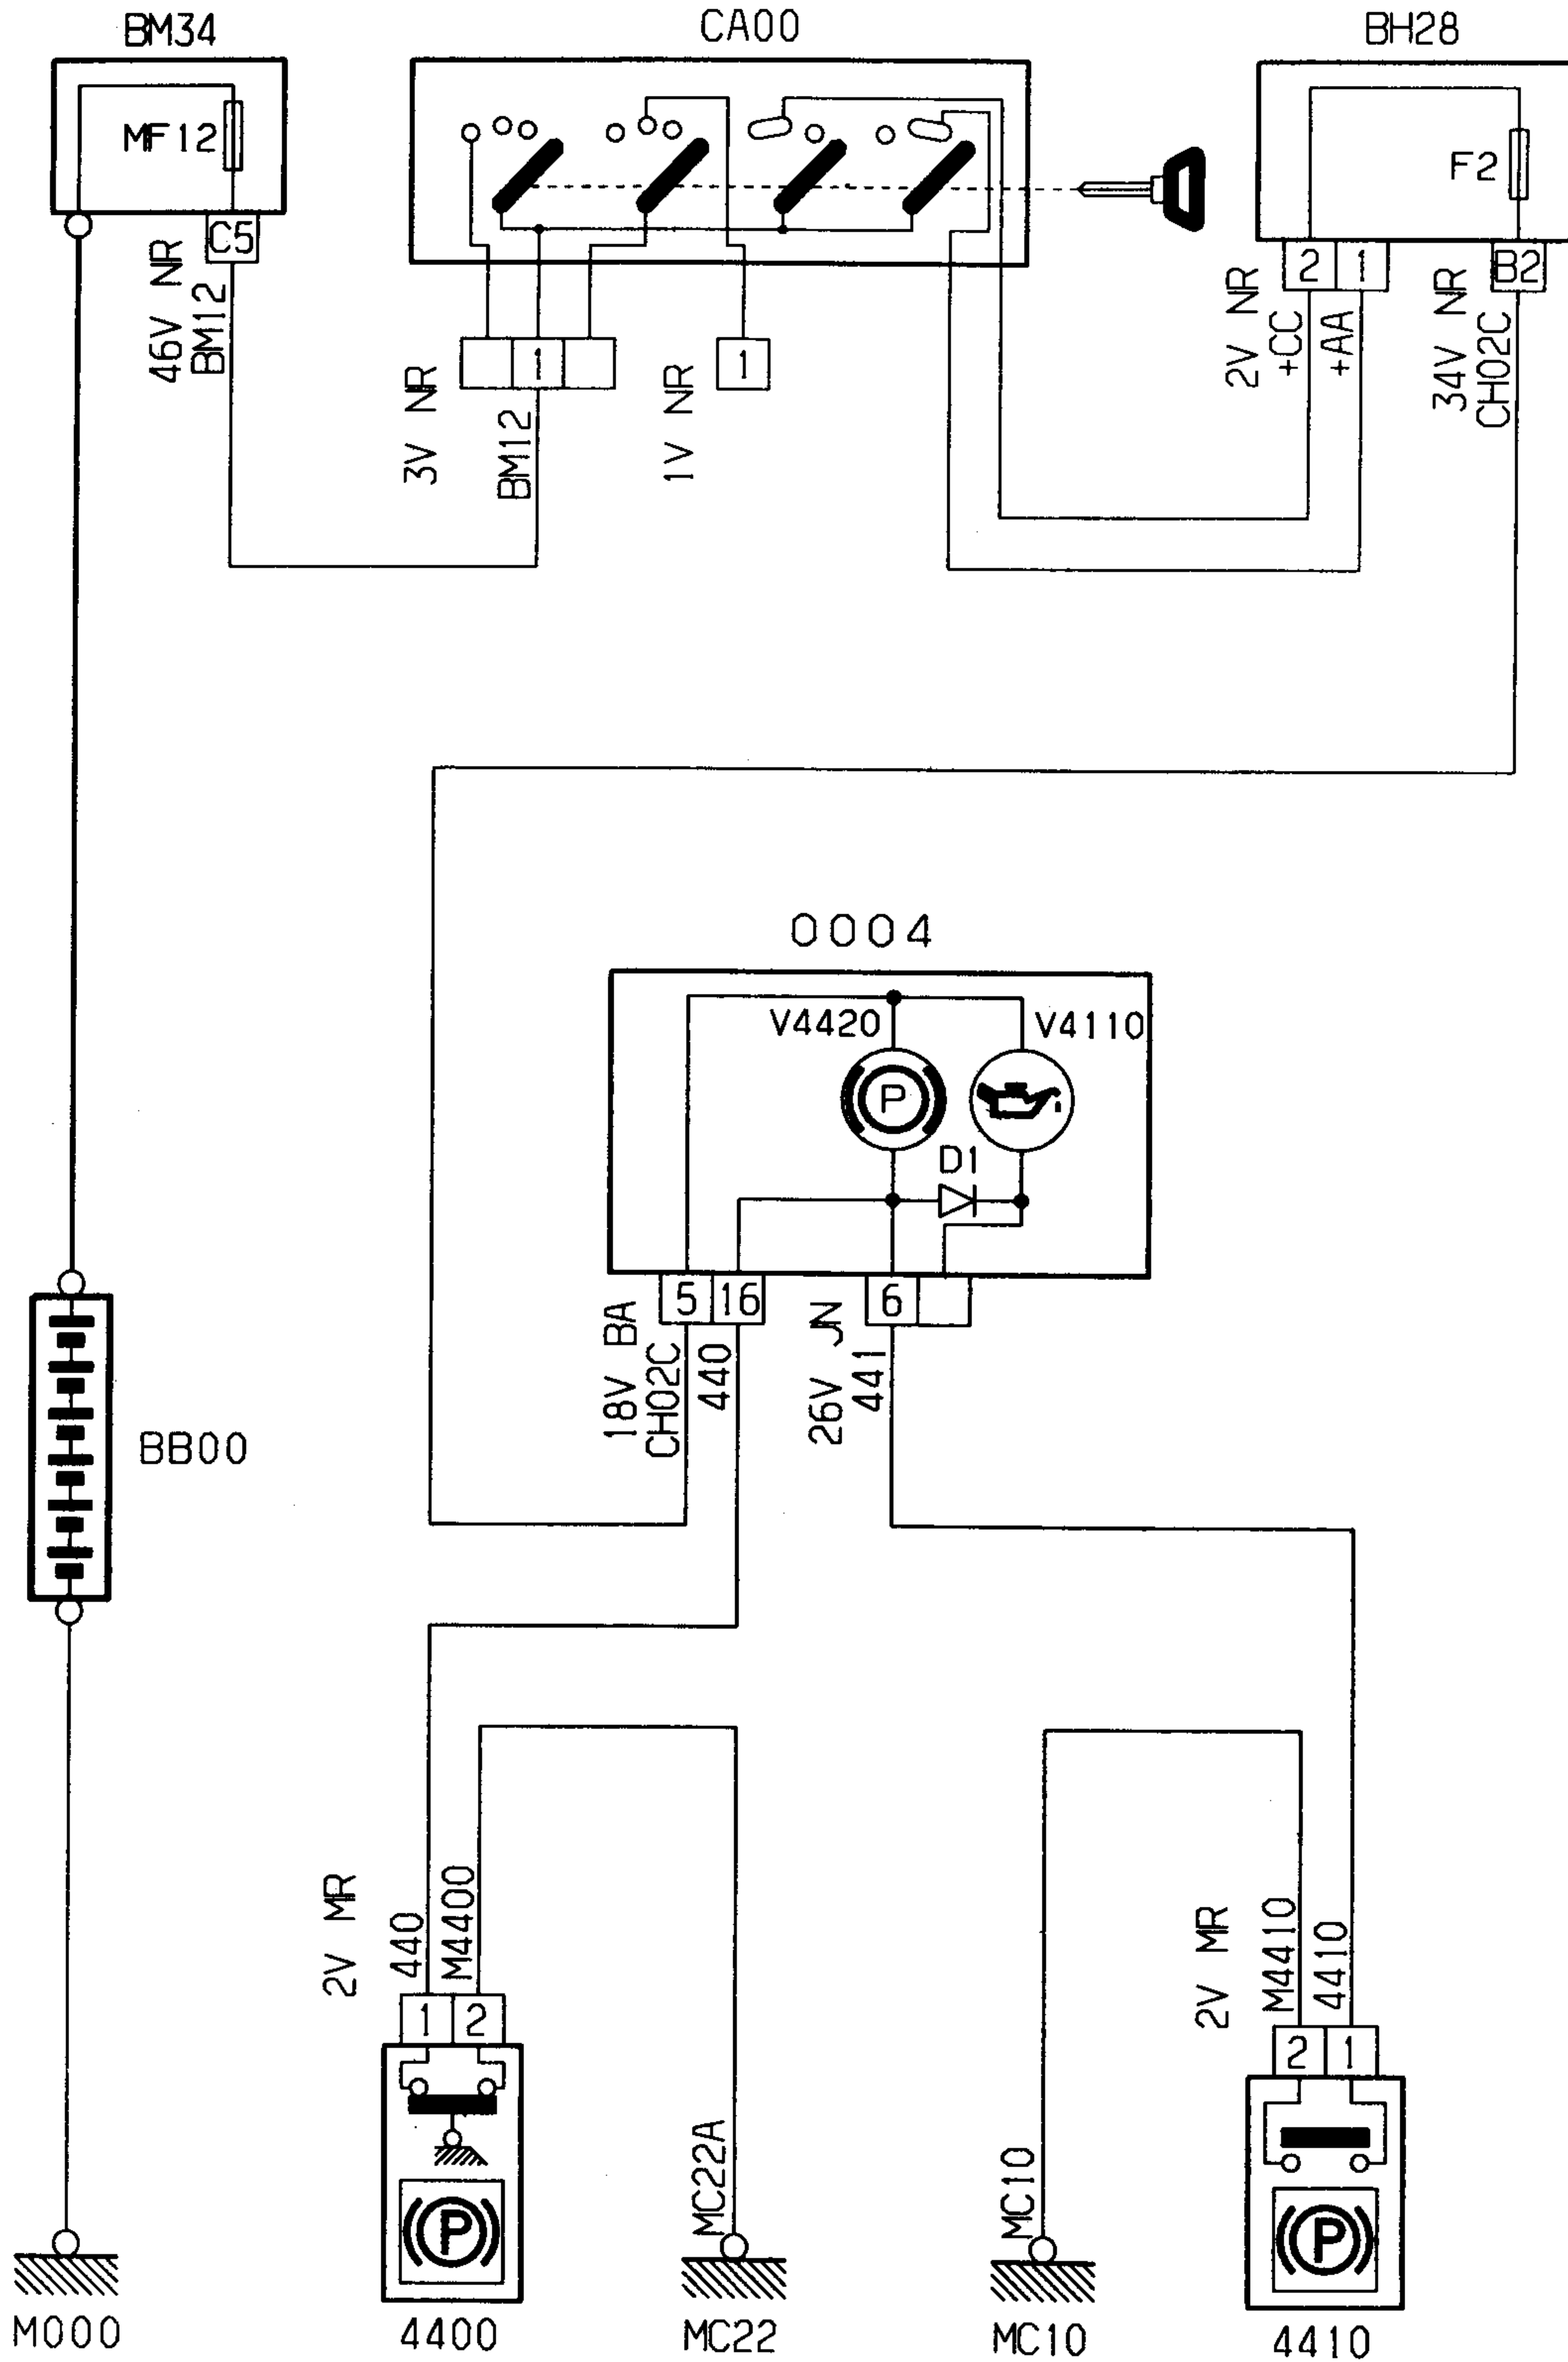 BM34
CA00
BH28
MF12
F2
C5
2 1
B2
46V NR
BM12
3V NR
1
BM12
1V NR
1
2V NR
+CC
+AA
34V NR
CH02C
0004
V4420
V4110
P
D1
5 16
6
18V BA
CH02C
440
26V JN
441
BB00
2V MR
440
M4400
1 2
MC22A
MC10
2V MR
M4410
4410
2 1
P
P
M000
4400
MC22
MC10
4410